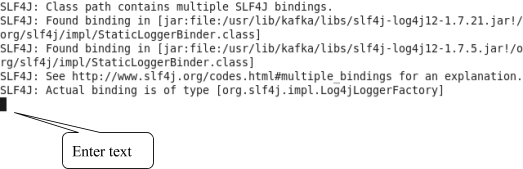 SLF4J: Class path contains multiple SLF4J bindings.
SLF4J: Found binding in [jar:file:/usr/lib/kafka/libs/slf4j-log4j12-1.7.21.jar!/
org/slf4j/impl/StaticLoggerBinder.class]
SLF4J: Found binding in [jar:file:/usr/lib/kafka/libs/slf4j-log4j12-1.7.5.jar!/o
rg/slf4j/impl/StaticLoggerBinder.class]
SLF4J: See http://www.slf4j.org/codes.html#multiple_bindings for an explanation.
SLF4J: Actual binding is of type [org.slf4j.impl.Log4jLoggerFactory]
Enter text